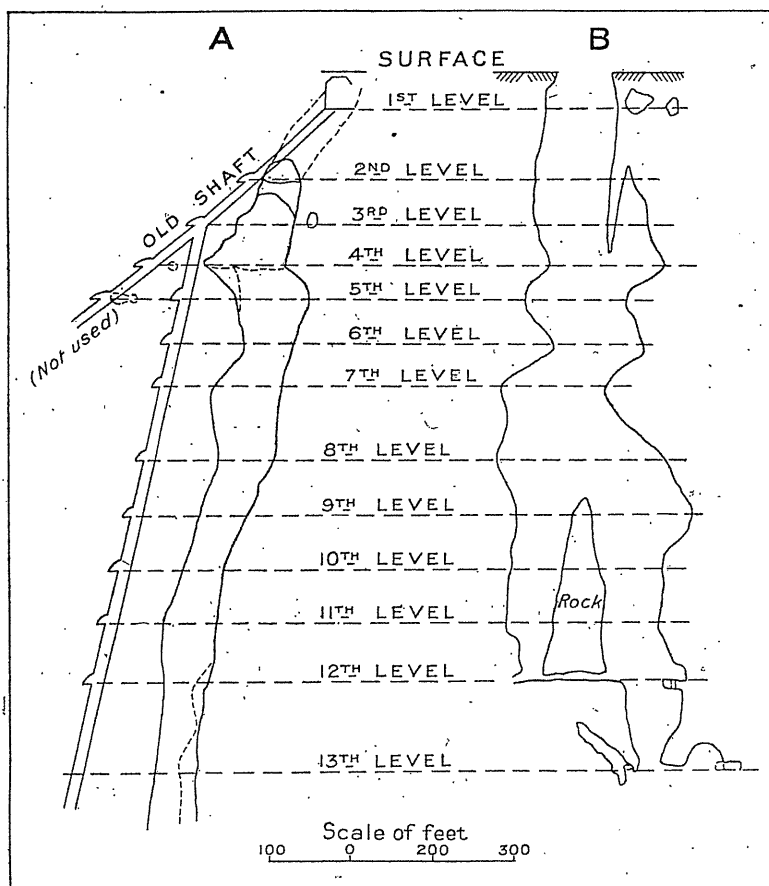 A B
SURFACE
1ST LEVEL
2ND LEVEL
OLD SHAFT
3RD LEVEL
4TH LEVEL
5TH LEVEL
(Not used)
6TH LEVEL
7TH LEVEL
8TH LEVEL
9TH LEVEL
10TH LEVEL
Rock
11TH LEVEL
12TH LEVEL
13TH LEVEL
Scale of feet
100 0 200 300